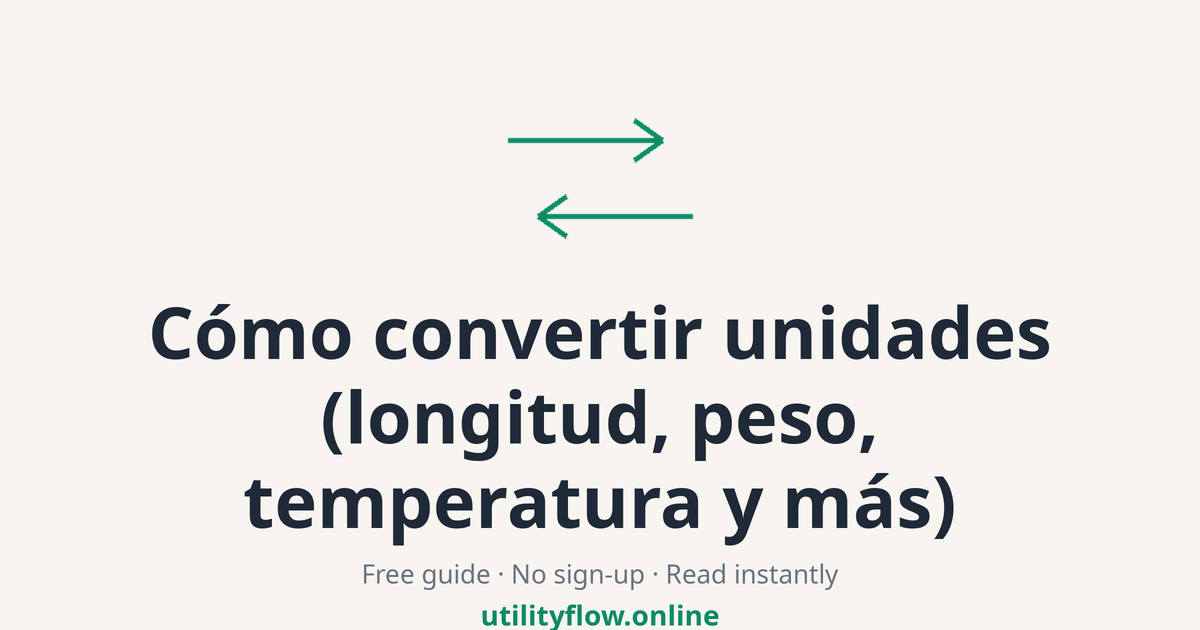 Cómo convertir unidades
(longitud, peso,
temperatura y más)
Free guide · No sign-up · Read instantly
utilityflow.online